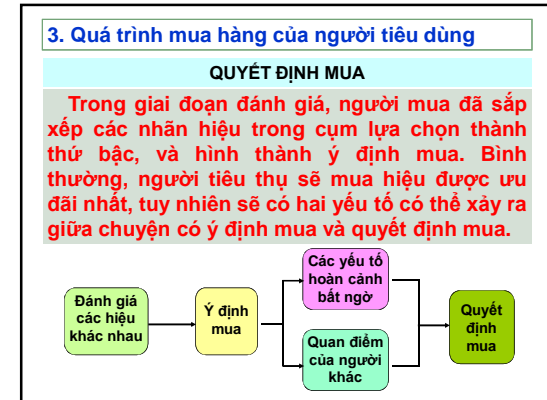 3. Quá trình mua hàng của người tiêu dùng
QUYẾT ĐỊNH MUA
Trong giai đoạn đánh giá, người mua đã sắp
xếp các nhãn hiệu trong cụm lựa chọn thành
thứ bậc, và hình thành ý định mua. Bình
thường, người tiêu thụ sẽ mua hiệu được ưu
đãi nhất, tuy nhiên sẽ có hai yếu tố có thể xảy ra
giữa chuyện có ý định mua và quyết định mua.
Đánh giá
các hiệu
khác nhau
Ý định
mua
Các yếu tố
hoàn cảnh
bất ngờ
Quan điểm
của người
khác
Quyết
định
mua